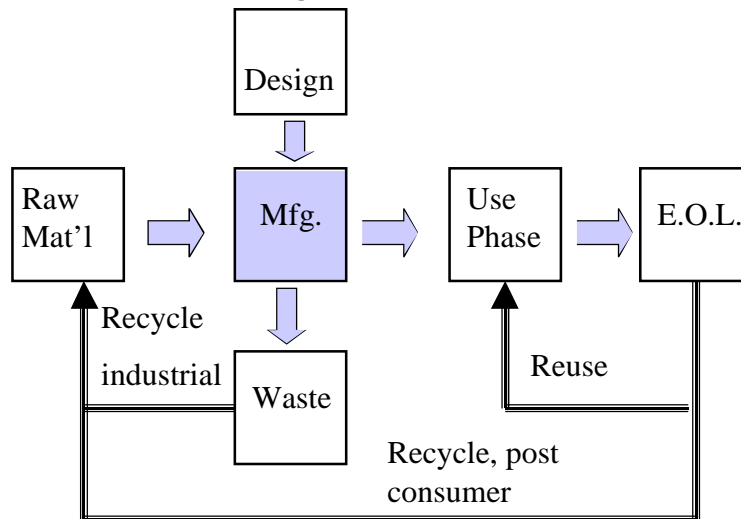 Design
Raw
Mat’l
Mfg.
Use
Phase
E.O.L.
Recycle
industrial
Waste
Reuse
Recycle, post
consumer